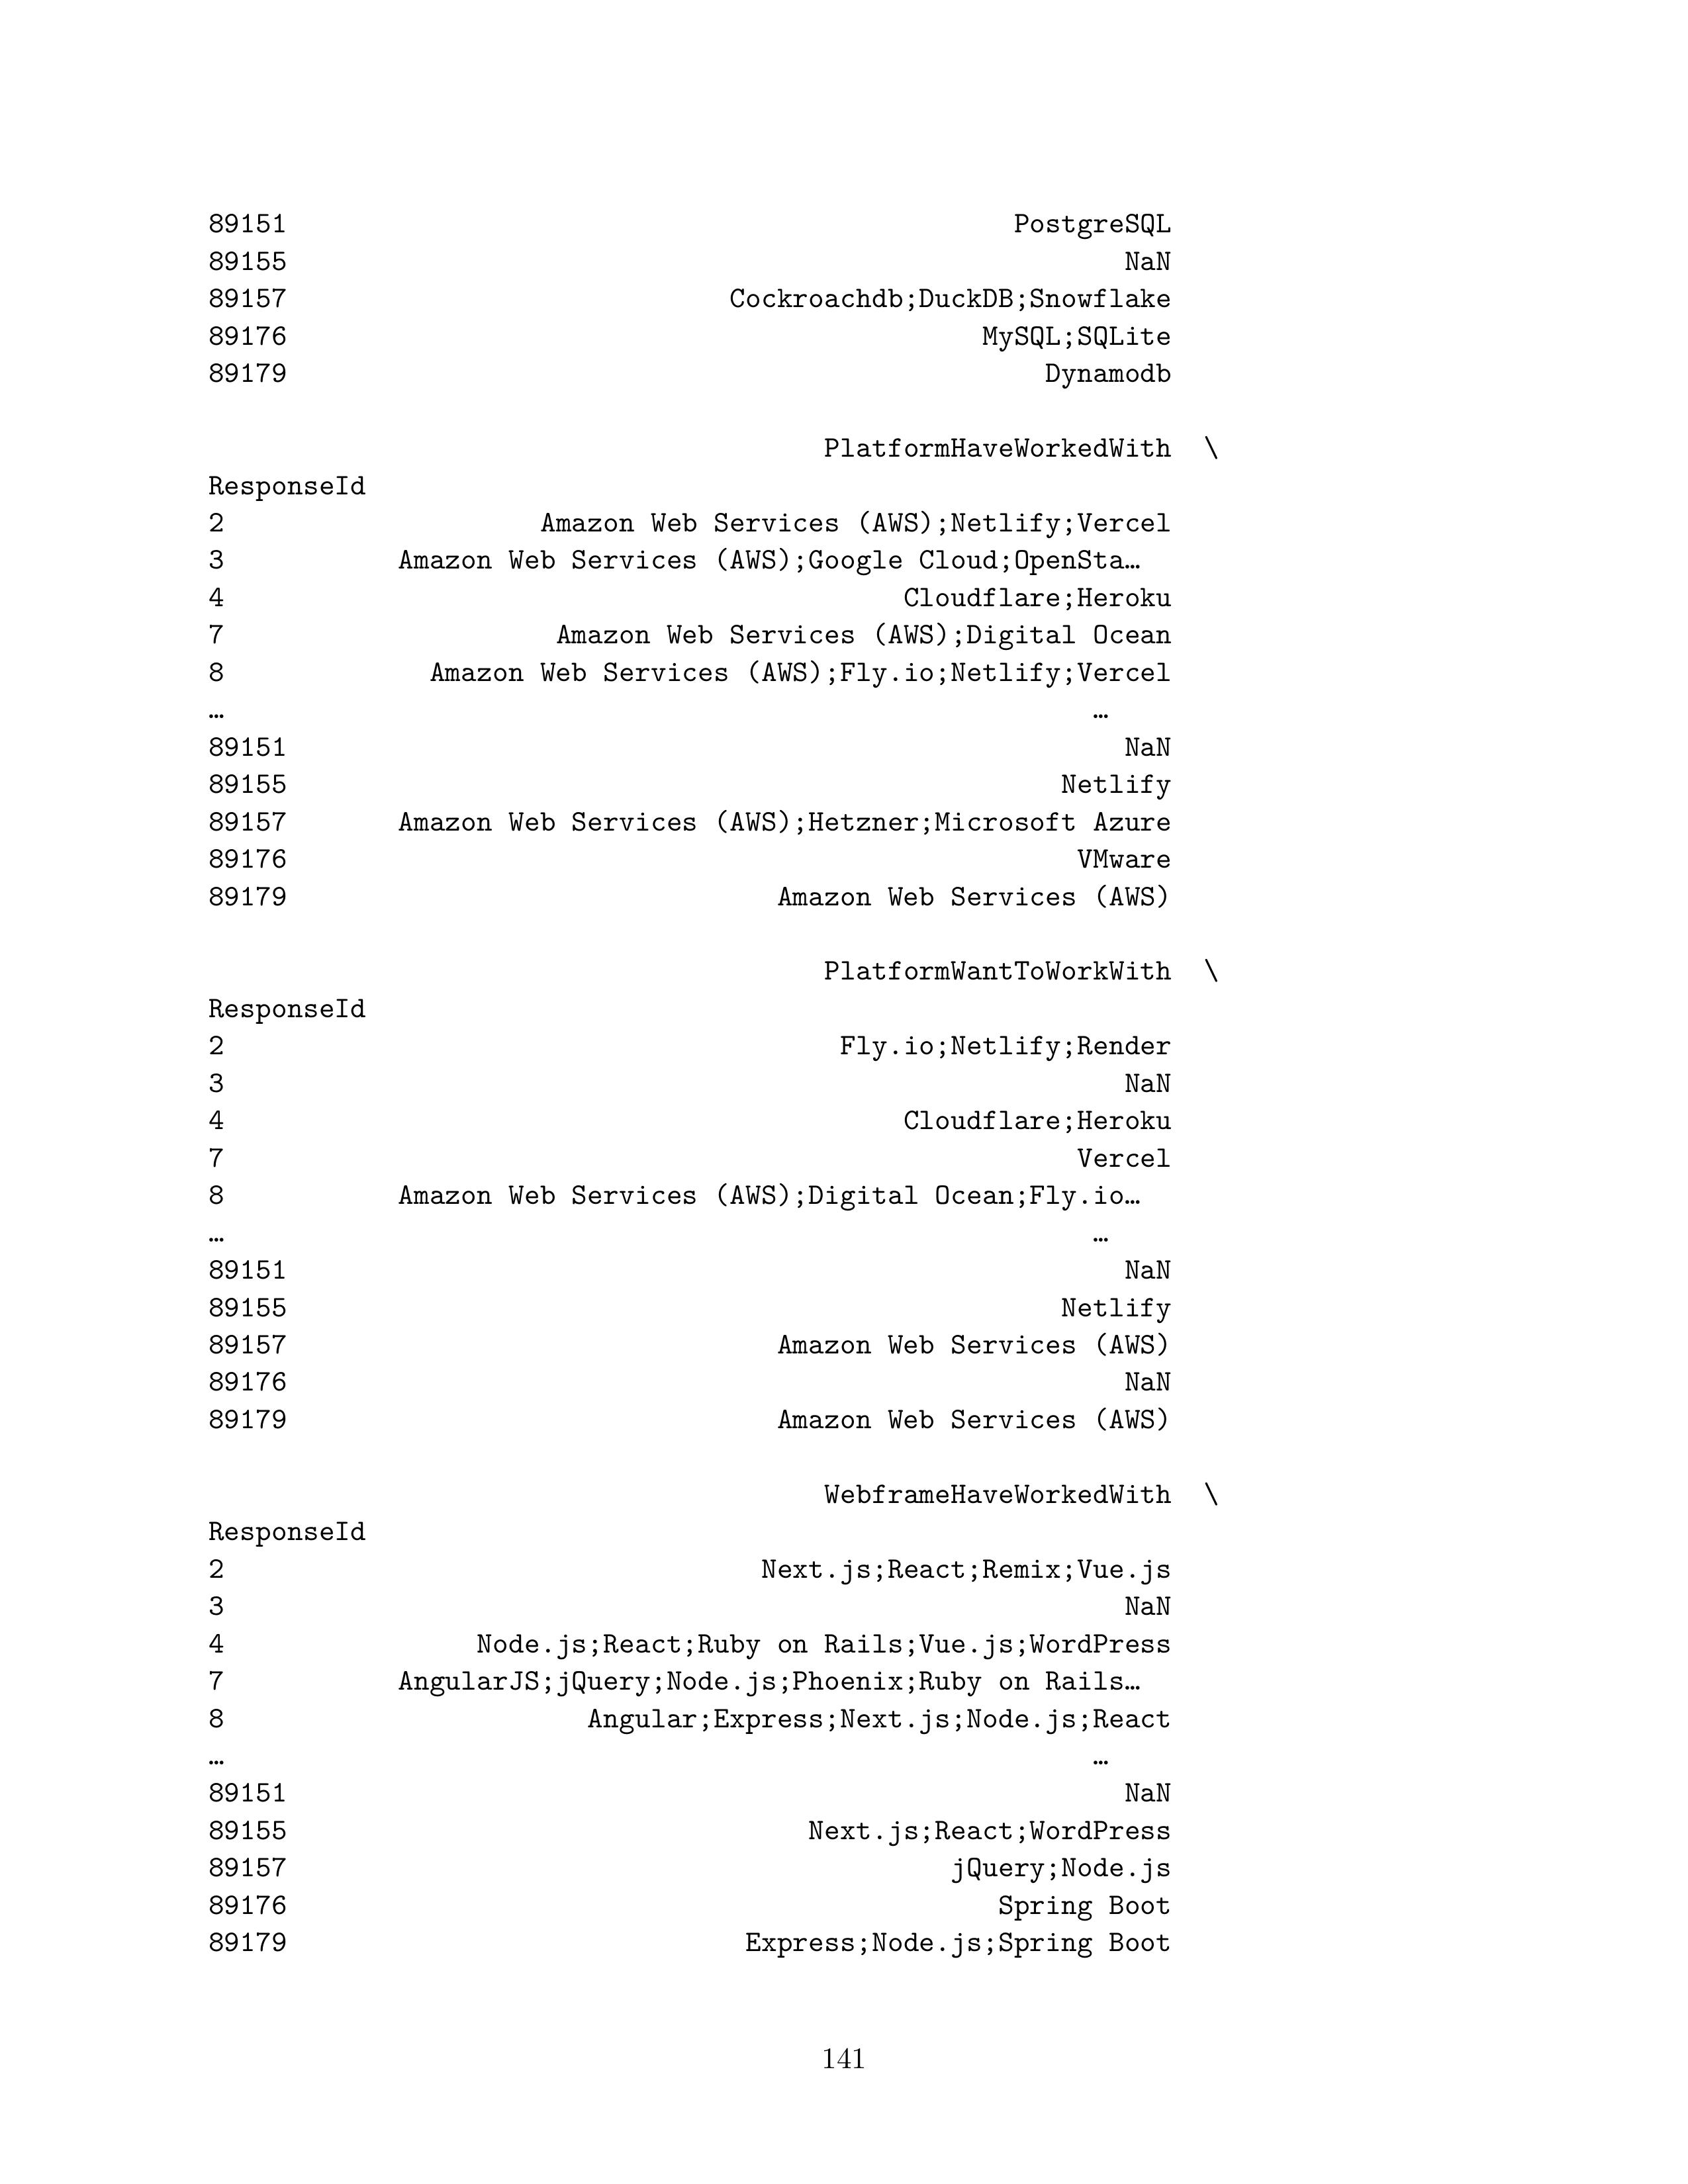 89151 PostgreSQL
89155 NaN
89157 Cockroachdb;DuckDB;Snowflake
89176 MySQL;SQLite
89179 Dynamodb
PlatformHaveWorkedWith \
ResponseId
2 Amazon Web Services (AWS);Netlify;Vercel
3 Amazon Web Services (AWS);Google Cloud;OpenSta…
4 Cloudflare;Heroku
7 Amazon Web Services (AWS);Digital Ocean
8 Amazon Web Services (AWS);Fly.io;Netlify;Vercel
… …
89151 NaN
89155 Netlify
89157 Amazon Web Services (AWS);Hetzner;Microsoft Azure
89176 VMware
89179 Amazon Web Services (AWS)
PlatformWantToWorkWith \
ResponseId
2 Fly.io;Netlify;Render
3 NaN
4 Cloudflare;Heroku
7 Vercel
8 Amazon Web Services (AWS);Digital Ocean;Fly.io…
… …
89151 NaN
89155 Netlify
89157 Amazon Web Services (AWS)
89176 NaN
89179 Amazon Web Services (AWS)
WebframeHaveWorkedWith \
ResponseId
2 Next.js;React;Remix;Vue.js
3 NaN
4 Node.js;React;Ruby on Rails;Vue.js;WordPress
7 AngularJS;jQuery;Node.js;Phoenix;Ruby on Rails…
8 Angular;Express;Next.js;Node.js;React
… …
89151 NaN
89155 Next.js;React;WordPress
89157 jQuery;Node.js
89176 Spring Boot
89179 Express;Node.js;Spring Boot
141